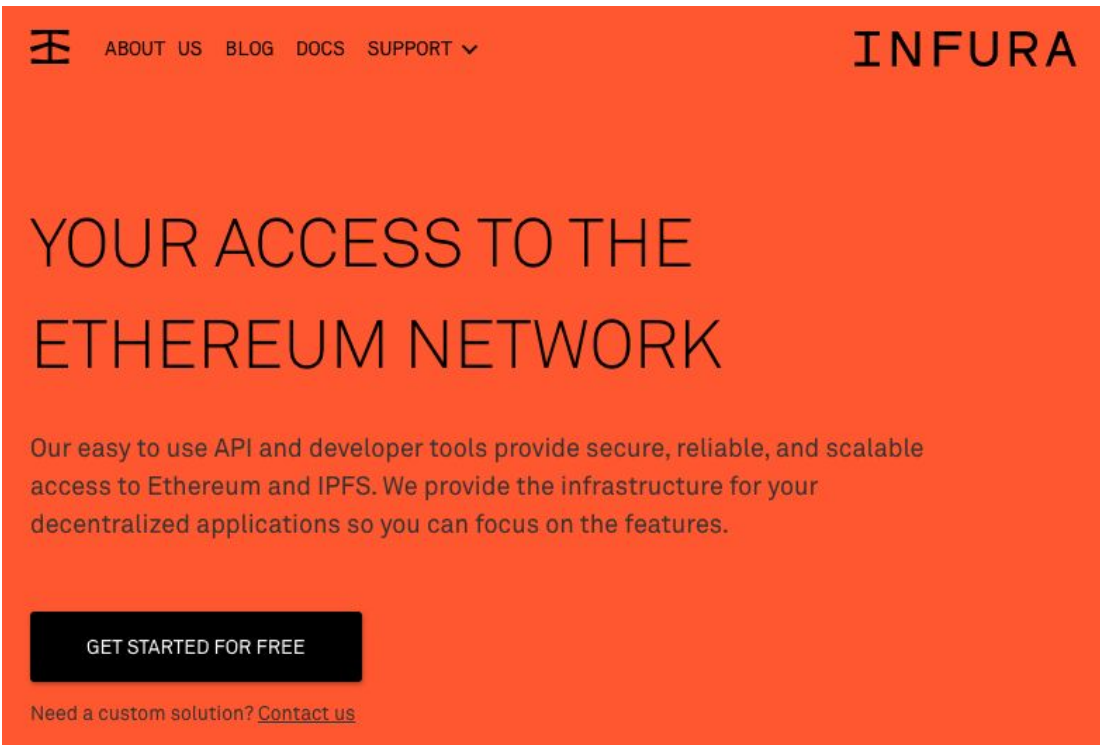 ABOUT US BLOG DOCS SUPPORT
INFURA
YOUR ACCESS TO THE
ETHEREUM NETWORK
Our easy to use API and developer tools provide secure, reliable, and scalable
access to Ethereum and IPFS. We provide the infrastructure for your
decentralized applications so you can focus on the features.
GET STARTED FOR FREE
Need a custom solution? Contact us